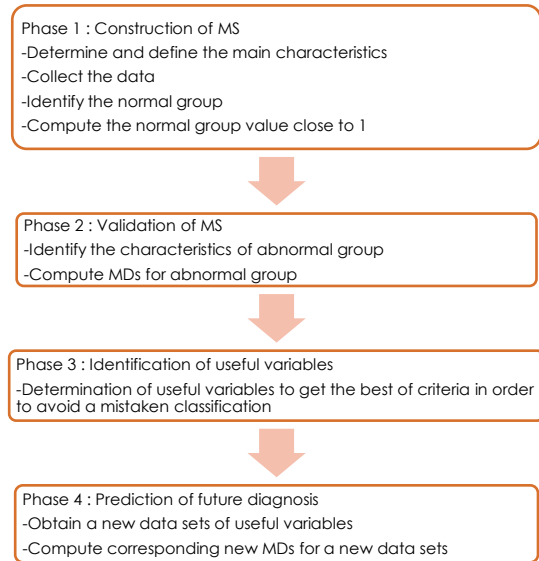 Phase 1 : Construction of MS
-Determine and define the main characteristics
-Collect the data
-Identify the normal group
-Compute the normal group value close to 1
Phase 2 : Validation of MS
-Identify the characteristics of abnormal group
-Compute MDs for abnormal group
Phase 3 : Identification of useful variables
-Determination of useful variables to get the best of criteria in order
to avoid a mistaken classification
Phase 4 : Prediction of future diagnosis
-Obtain a new data sets of useful variables
-Compute corresponding new MDs for a new data sets